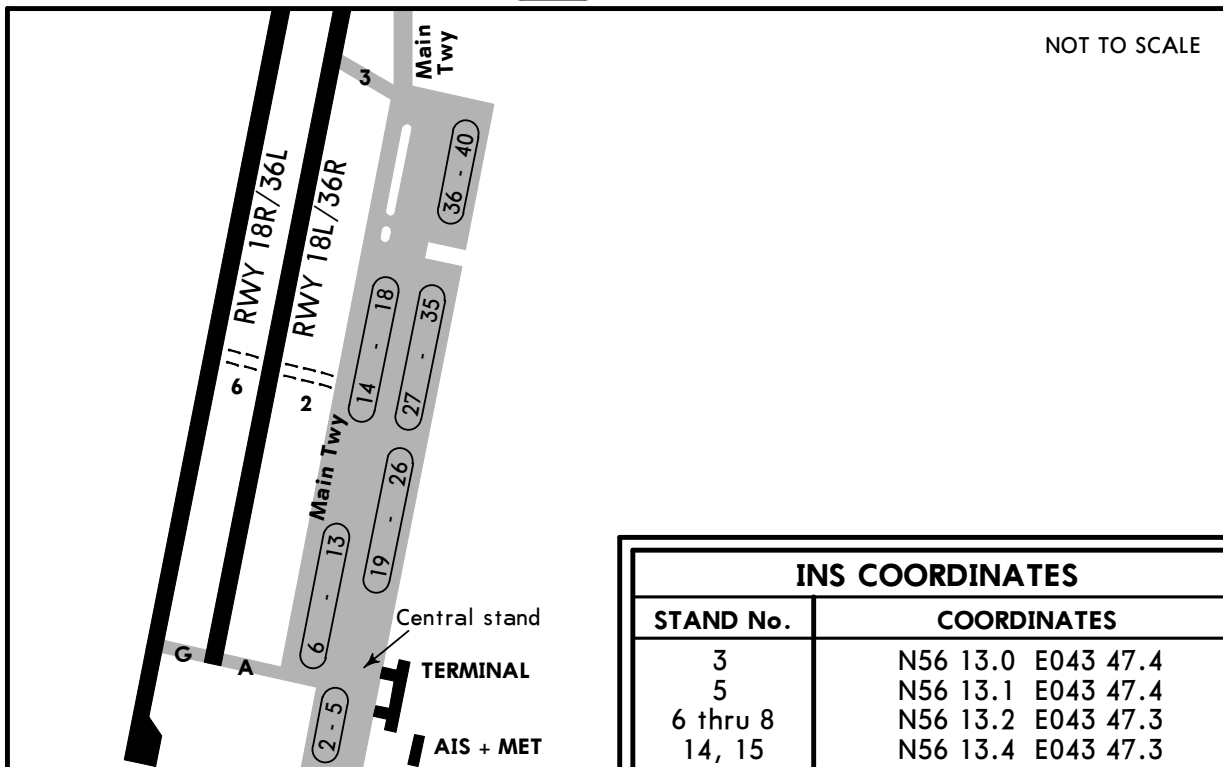 NOT TO SCALE
Main
Twy
3
36 - 40
RWY 18R/36L
RWY 18L/36R
14 - 18
27 - 35
6
2
Main Twy
19 - 26
6 - 13
Central stand
G
A
TERMINAL
2 - 5
AIS + MET
INS COORDINATES
STAND No. COORDINATES
3 N56 13.0 E043 47.4
5 N56 13.1 E043 47.4
6 thru 8 N56 13.2 E043 47.3
14, 15 N56 13.4 E043 47.3